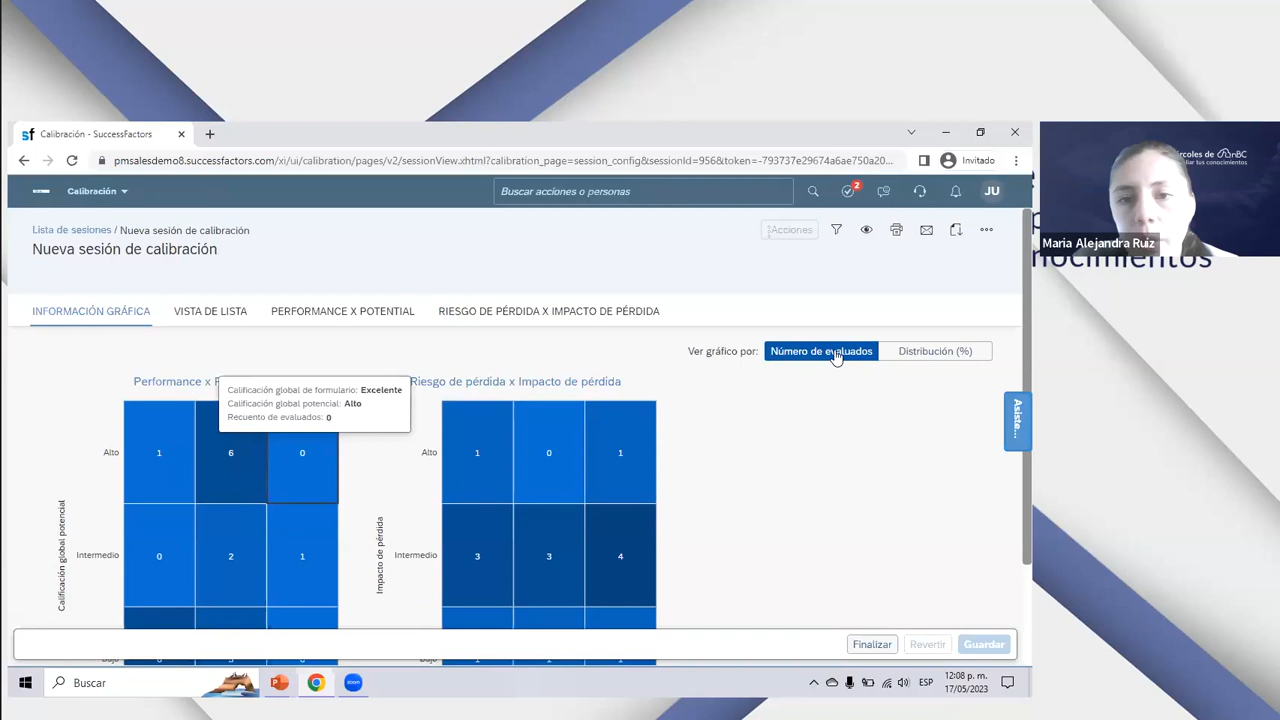 sf Calibración - SuccessFactors
pmsalesdemo8.successfactors.com/xi/ui/calibration/pages/v2/sessionView.xhtml?calibration_page=session_config&sessionId=956&token=-793737e29674a6ae750a20...
Invitado
Calibración
Buscar acciones o personas
2
JU
Lista de sesiones / Nueva sesión de calibración
Acciones
Nueva sesión de calibración
INFORMACIÓN GRÁFICA VISTA DE LISTA PERFORMANCE X POTENTIAL RIESGO DE PÉRDIDA X IMPACTO DE PÉRDIDA
Ver gráfico por: Número de evaluados Distribución (%)
Performance x Riesgo de pérdida x Impacto de pérdida
Calificación global de formulario: Excelente
Calificación global potencial: Alto
Recuento de evaluados: 0
Alto 1 6 0 Alto 1 0 1
Calificación global potencial
Impacto de pérdida
Intermedio 0 2 1 Intermedio 3 3 4
Finalizar Revertir Guardar
Asiste...
Buscar
ESP
12:08 p. m.
17/05/2023
Maria Alejandra Ruiz
nBC
nocimientos